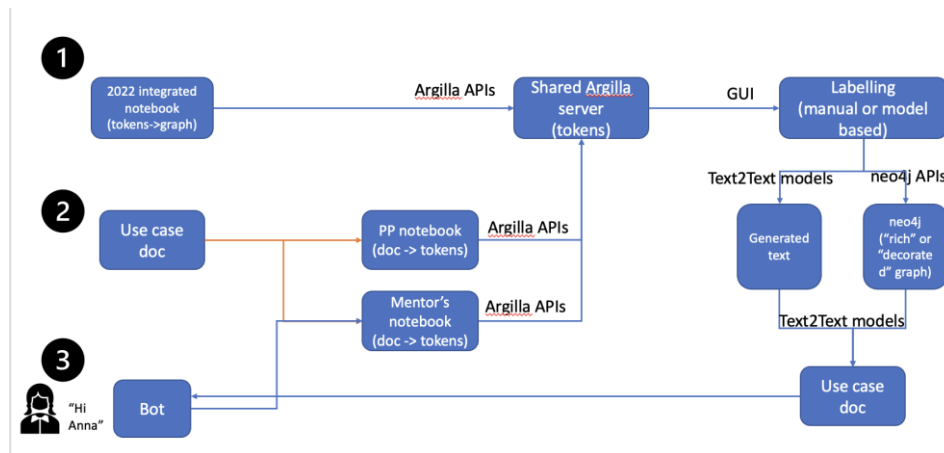 1
2022 integrated
notebook
(tokens->graph)
Argilla APIs
Shared Argilla
server
(tokens)
GUI
Labelling
(manual or model
based)
Text2Text models
neo4j APIs
2
Use case
doc
PP notebook
(doc -> tokens)
Argilla APIs
Generated
text
neo4j
("rich" or
"decorate
d" graph)
Mentor's
notebook
(doc -> tokens)
Argilla APIs
Text2Text models
3
"Hi
Anna"
Bot
Use case
doc